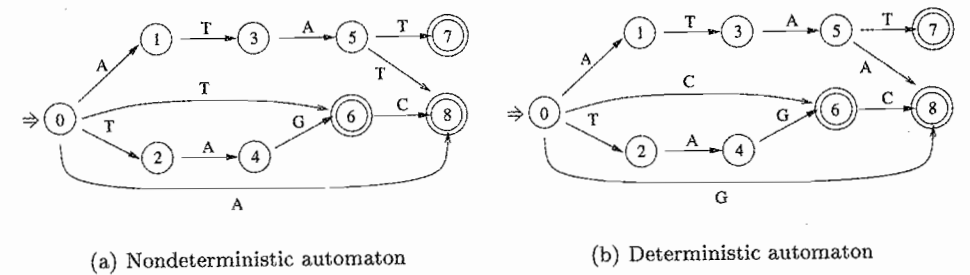 A T A T T
1 3 5 7
T C
0 6 8
T A G
2 4
A
(a) Nondeterministic automaton
A T A T A
1 3 5 7
C C
0 6 8
T A G
2 4
G
(b) Deterministic automaton